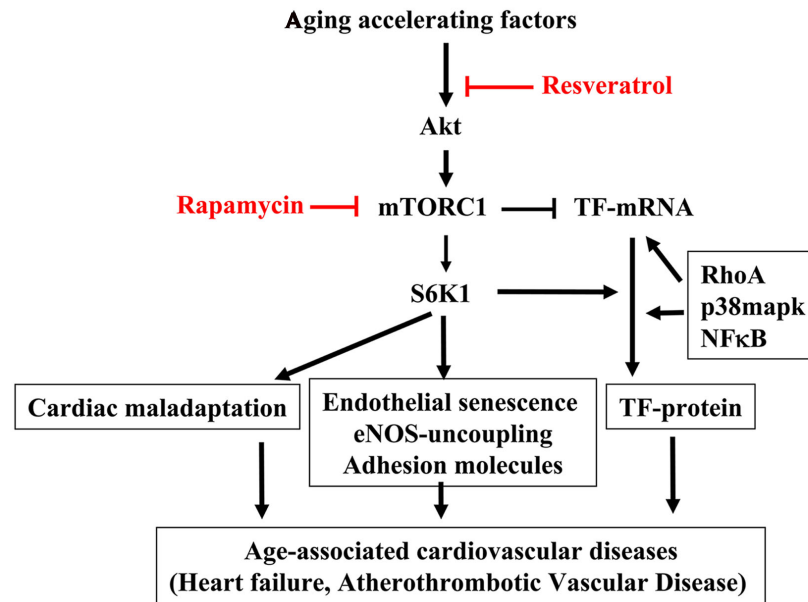 Aging accelerating factors
Resveratrol
Akt
Rapamycin
mTORC1
TF-mRNA
S6K1
RhoA
p38mapk
NFκB
Cardiac maladaptation
Endothelial senescence
eNOS-uncoupling
Adhesion molecules
TF-protein
Age-associated cardiovascular diseases
(Heart failure, Atherothrombotic Vascular Disease)